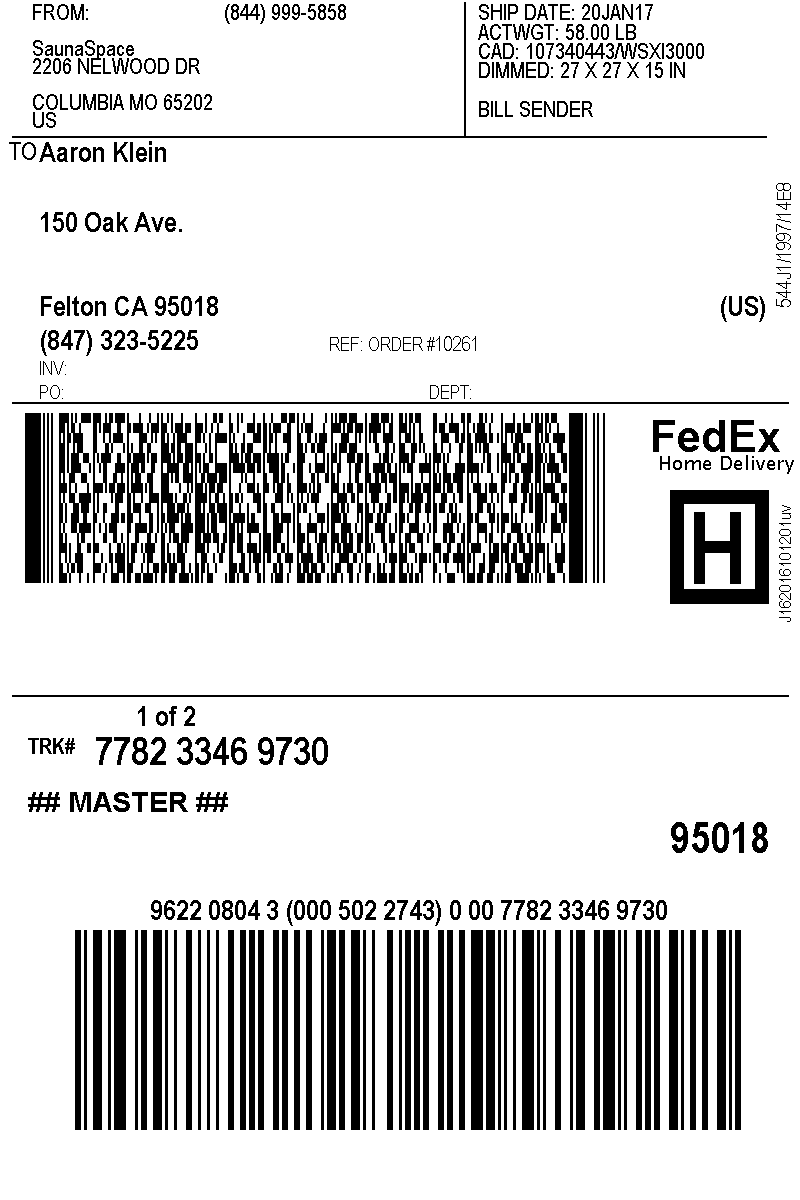 FROM: (844) 999-5858
SaunaSpace
2206 NELWOOD DR
COLUMBIA MO 65202
US
SHIP DATE: 20JAN17
ACTWGT: 58.00 LB
CAD: 107340443/WSXI3000
DIMMED: 27 X 27 X 15 IN
BILL SENDER
TO Aaron Klein
150 Oak Ave.
Felton CA 95018 (US)
(847) 323-5225 REF: ORDER #10261
INV:
PO: DEPT:
544J1/1997/14E8
FedEx
Home Delivery
H
J162016101201uv
1 of 2
TRK# 7782 3346 9730
## MASTER ##
95018
9622 0804 3 (000 502 2743) 0 00 7782 3346 9730